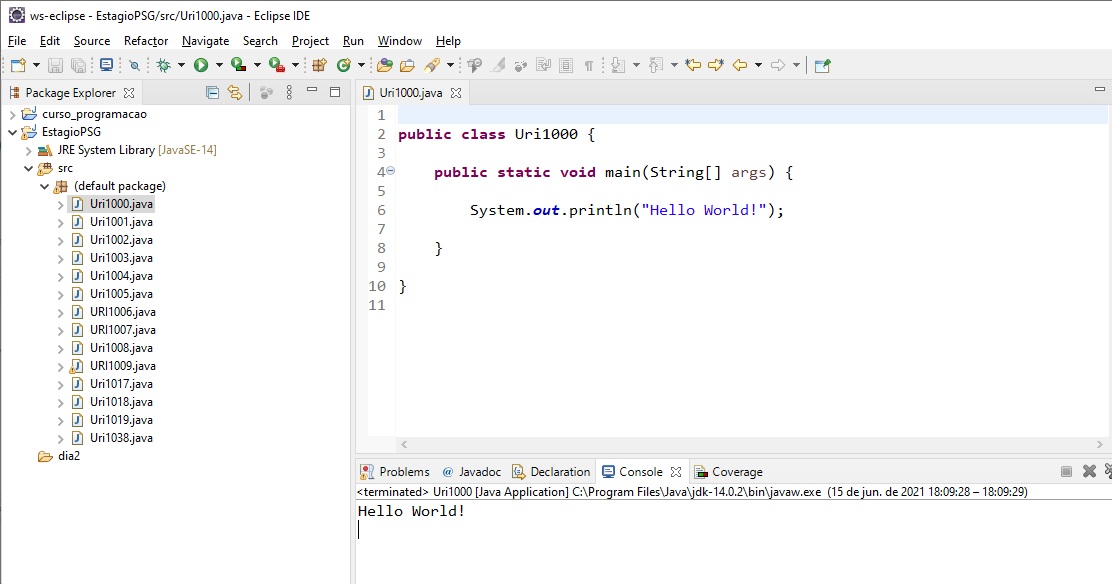 ws-eclipse - EstagioPSG/src/Uri1000.java - Eclipse IDE
File Edit Source Refactor Navigate Search Project Run Window Help
Package Explorer
curso_programacao
EstagioPSG
JRE System Library [JavaSE-14]
src
(default package)
Uri1000.java
Uri1001.java
Uri1002.java
Uri1003.java
Uri1004.java
Uri1005.java
URI1006.java
URI1007.java
Uri1008.java
URI1009.java
Uri1017.java
Uri1018.java
Uri1019.java
Uri1038.java
dia2
Uri1000.java
1
2 public class Uri1000 {
3
4 public static void main(String[] args) {
5
6 System.out.println("Hello World!");
7
8 }
9
10 }
11
Problems @ Javadoc Declaration Console Coverage
<terminated> Uri1000 [Java Application] C:\Program Files\Java\jdk-14.0.2\bin\javaw.exe (15 de jun. de 2021 18:09:28 – 18:09:29)
Hello World!